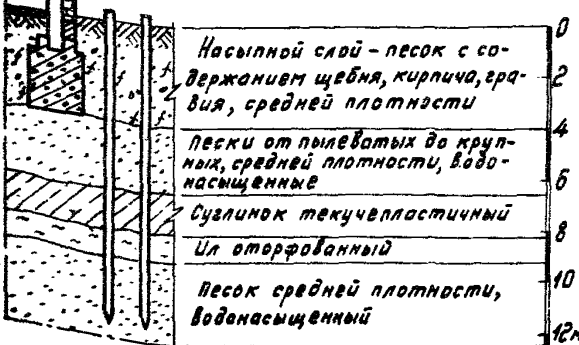 0
Насыпной слой - песок с со-
держанием щебня, кирпича, гра-
вия, средней плотности
2
4
Пески от пылеватых до круп-
ных, средней плотности, водо-
насыщенные
6
Суглинок текучепластичный
8
Ил оторфованный
10
Песок средней плотности,
водонасыщенный
12м